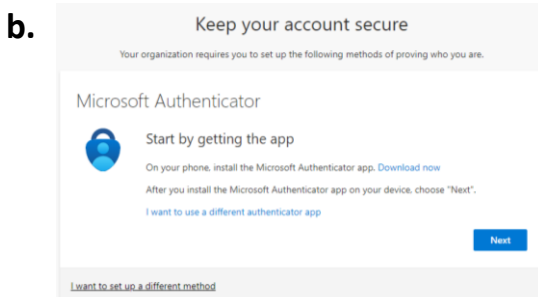 b.
Keep your account secure
Your organization requires you to set up the following methods of proving who you are.
Microsoft Authenticator
Start by getting the app
On your phone, install the Microsoft Authenticator app. Download now
After you install the Microsoft Authenticator app on your device, choose "Next".
I want to use a different authenticator app
Next
I want to set up a different method